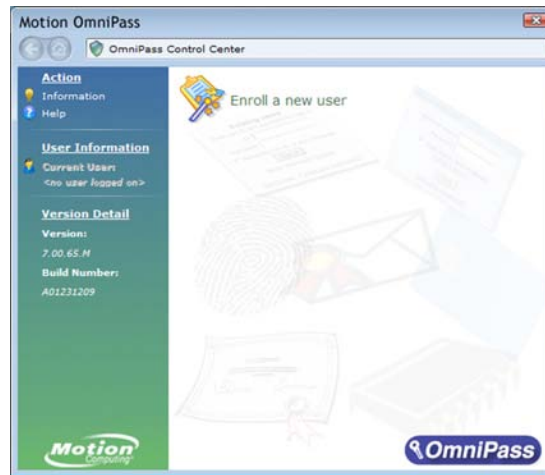 Motion OmniPass
OmniPass Control Center
Action
Information
Help
User Information
Current User:
<no user logged on>
Version Detail
Version:
7.00.65.M
Build Number:
A01231209
Enroll a new user
Motion
Computing
OmniPass